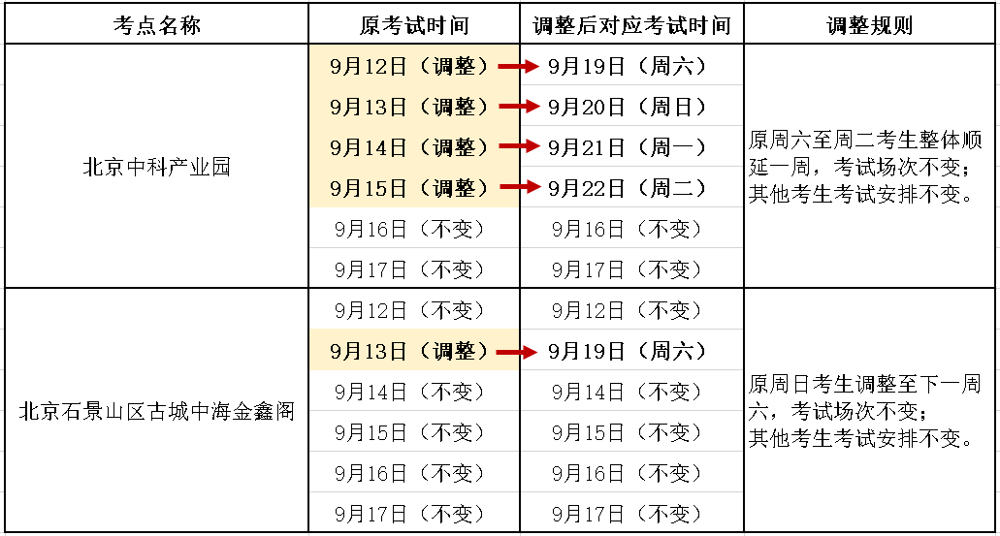 考点名称 原考试时间 调整后对应考试时间 调整规则
北京中科产业园
9月12日（调整） 9月19日（周六）
9月13日（调整） 9月20日（周日）
9月14日（调整） 9月21日（周一）
9月15日（调整） 9月22日（周二）
9月16日（不变） 9月16日（不变）
9月17日（不变） 9月17日（不变）
原周六至周二考生整体顺
延一周，考试场次不变；
其他考生考试安排不变。
北京石景山区古城中海金鑫阁
9月12日（不变） 9月12日（不变）
9月13日（调整） 9月19日（周六）
9月14日（不变） 9月14日（不变）
9月15日（不变） 9月15日（不变）
9月16日（不变） 9月16日（不变）
9月17日（不变） 9月17日（不变）
原周日考生调整至下一周
六，考试场次不变；
其他考生考试安排不变。